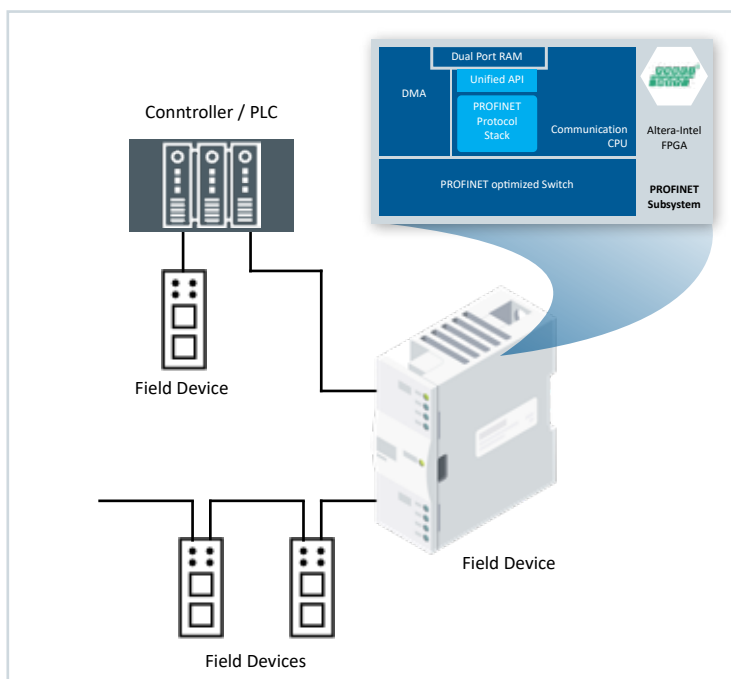 Dual Port RAM
Unified API
DMA
PROFINET
Protocol
Stack
Communication
CPU
Altera-Intel
FPGA
PROFINET optimized Switch
PROFINET
Subsystem
Conntroller / PLC
Field Device
Field Device
Field Devices